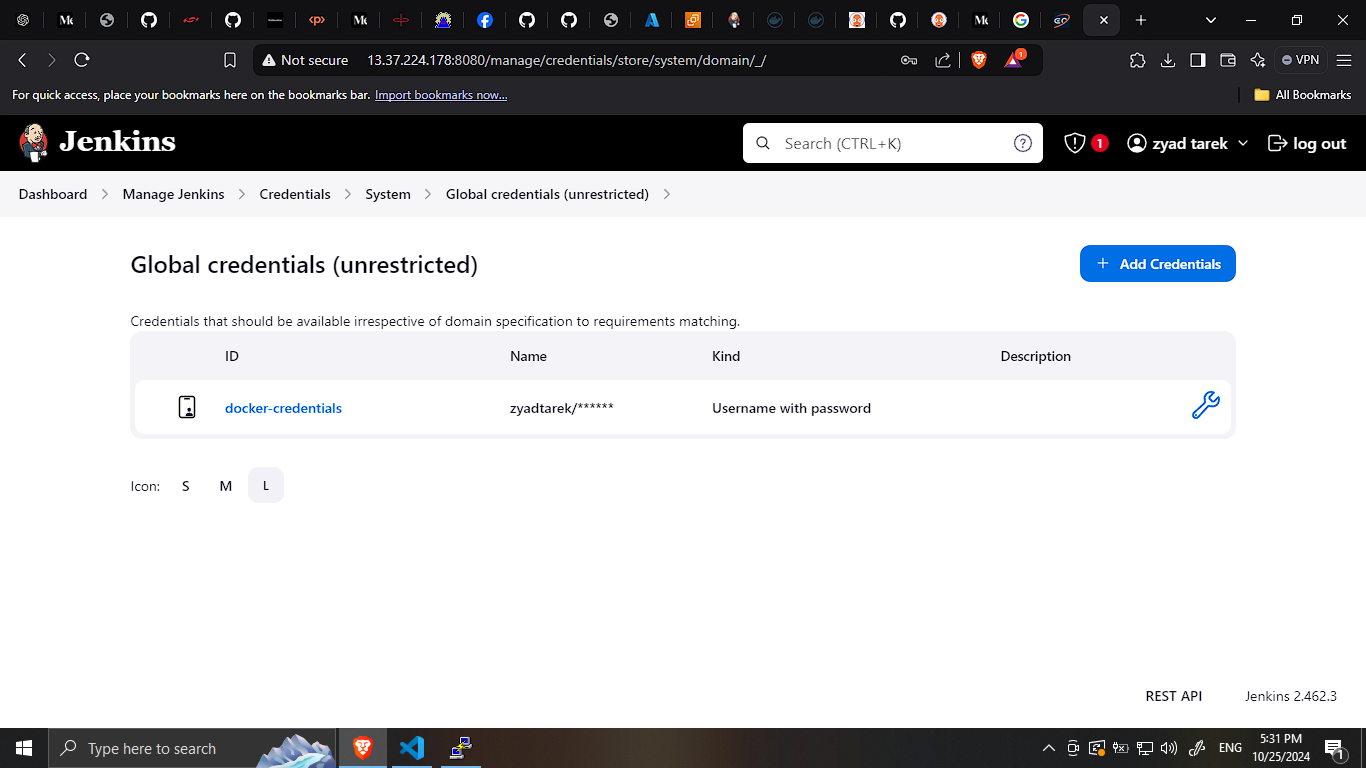 Not secure 13.37.224.178:8080/manage/credentials/store/system/domain/_/ 1 VPN
For quick access, place your bookmarks here on the bookmarks bar. Import bookmarks now... All Bookmarks
Jenkins Search (CTRL+K) 1 zyad tarek log out
Dashboard Manage Jenkins Credentials System Global credentials (unrestricted)
Global credentials (unrestricted) + Add Credentials
Credentials that should be available irrespective of domain specification to requirements matching.
ID Name Kind Description
docker-credentials zyadtarek/****** Username with password
Icon: S M L
REST API Jenkins 2.462.3
Type here to search ENG 5:31 PM
10/25/2024 1